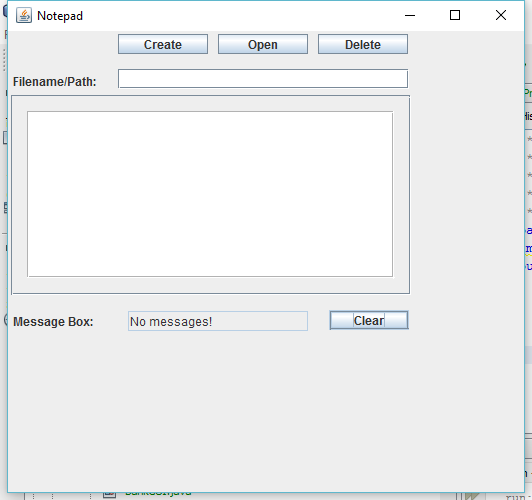 Notepad
Create Open Delete
Filename/Path:
Message Box: No messages! Clear